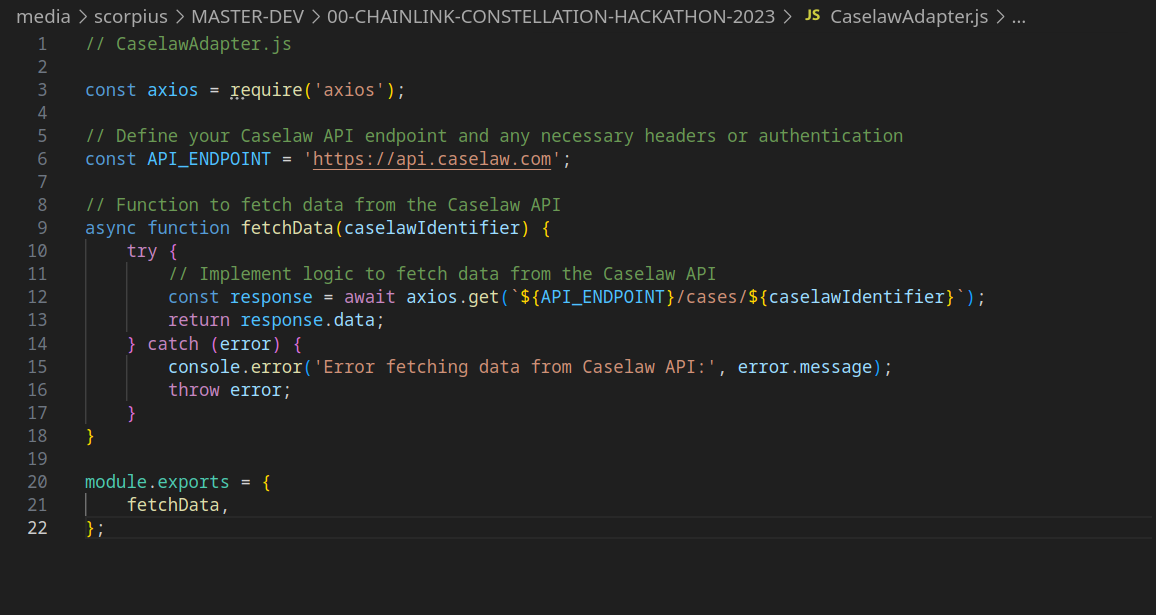 media > scorpius > MASTER-DEV > 00-CHAINLINK-CONSTELLATION-HACKATHON-2023 > JS CaselawAdapter.js > ...
1 // CaselawAdapter.js
2
3 const axios = require('axios');
4
5 // Define your Caselaw API endpoint and any necessary headers or authentication
6 const API_ENDPOINT = 'https://api.caselaw.com';
7
8 // Function to fetch data from the Caselaw API
9 async function fetchData(caselawIdentifier) {
10     try {
11         // Implement logic to fetch data from the Caselaw API
12         const response = await axios.get(`${API_ENDPOINT}/cases/${caselawIdentifier}`);
13         return response.data;
14     } catch (error) {
15         console.error('Error fetching data from Caselaw API:', error.message);
16         throw error;
17     }
18 }
19
20 module.exports = {
21     fetchData,
22 };